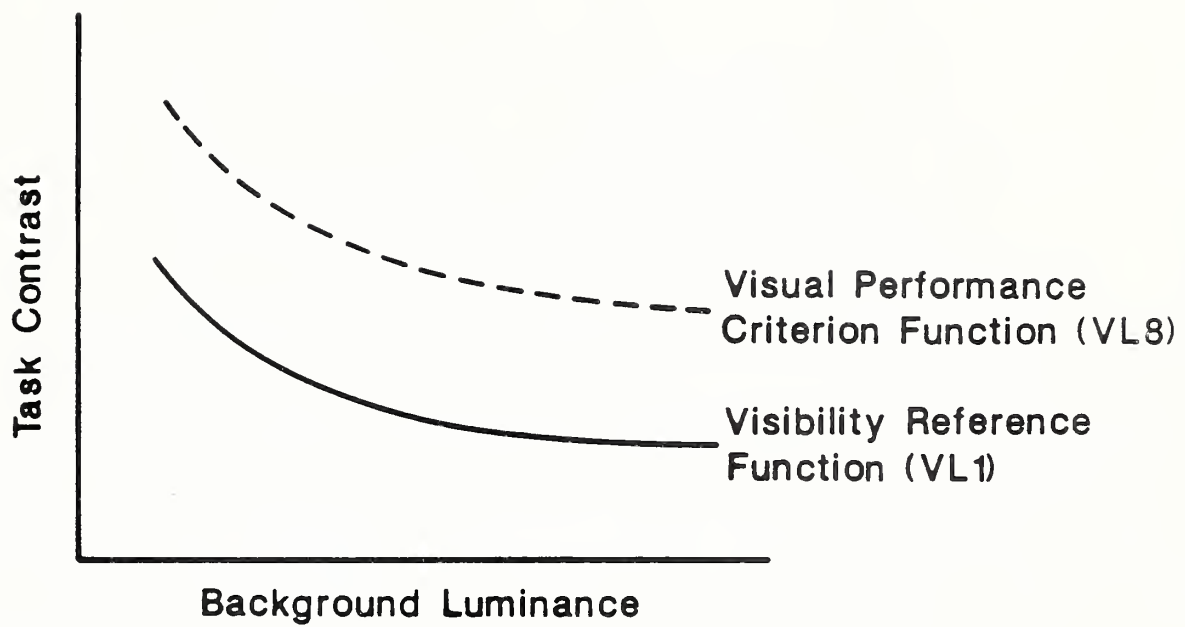 Task Contrast
Visual Performance
Criterion Function (VL8)
Visibility Reference
Function (VL1)
Background Luminance